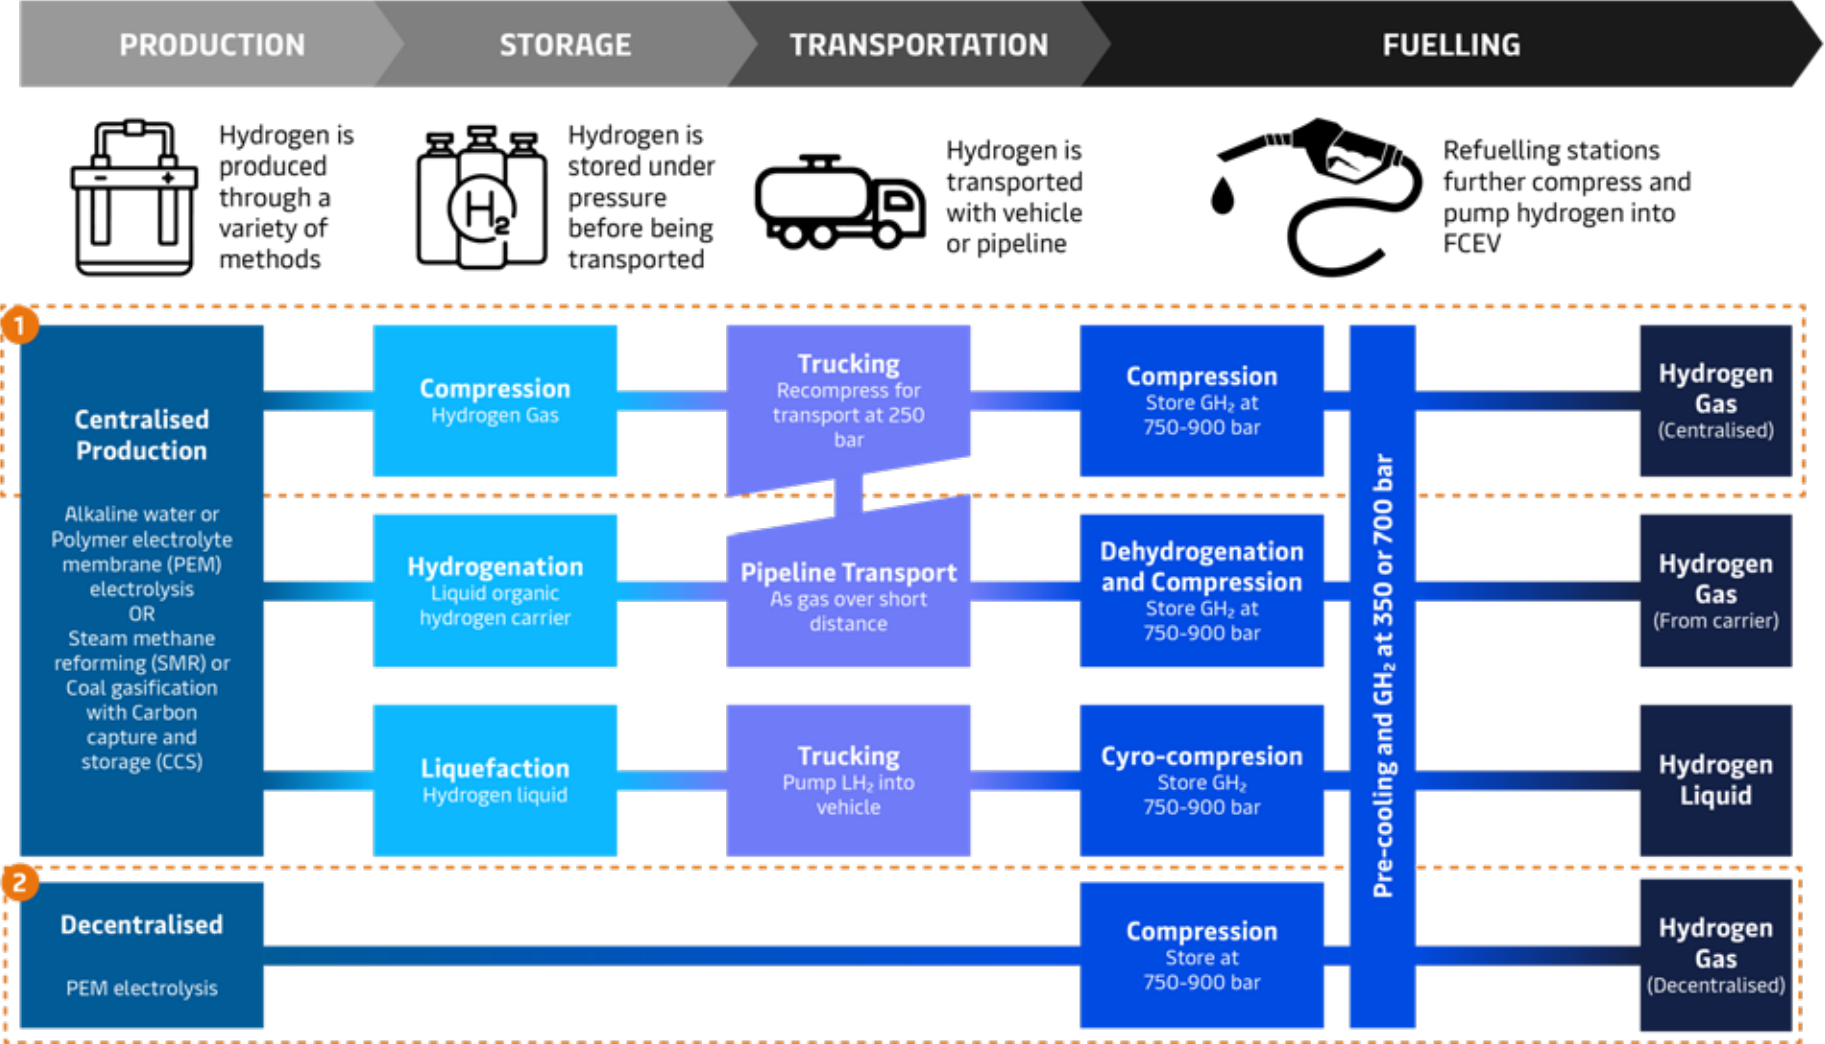 PRODUCTION
STORAGE
TRANSPORTATION
FUELLING
Hydrogen is
produced
through a
variety of
methods
H₂
Hydrogen is
stored under
pressure
before being
transported
Hydrogen is
transported
with vehicle
or pipeline
Refuelling stations
further compress and
pump hydrogen into
FCEV
1
Centralised
Production
Alkaline water or
Polymer electrolyte
membrane (PEM)
electrolysis
OR
Steam methane
reforming (SMR) or
Coal gasification
with Carbon
capture and
storage (CCS)
Compression
Hydrogen Gas
Trucking
Recompress for
transport at 250
bar
Compression
Store GH₂ at
750-900 bar
Hydrogen
Gas
(Centralised)
Hydrogenation
Liquid organic
hydrogen carrier
Pipeline Transport
As gas over short
distance
Dehydrogenation
and Compression
Store GH₂ at
750-900 bar
Hydrogen
Gas
(From carrier)
Liquefaction
Hydrogen liquid
Trucking
Pump LH₂ into
vehicle
Cyro-compresion
Store GH₂
750-900 bar
Hydrogen
Liquid
Pre-cooling and GH₂ at 350 or 700 bar
2
Decentralised
PEM electrolysis
Compression
Store at
750-900 bar
Hydrogen
Gas
(Decentralised)